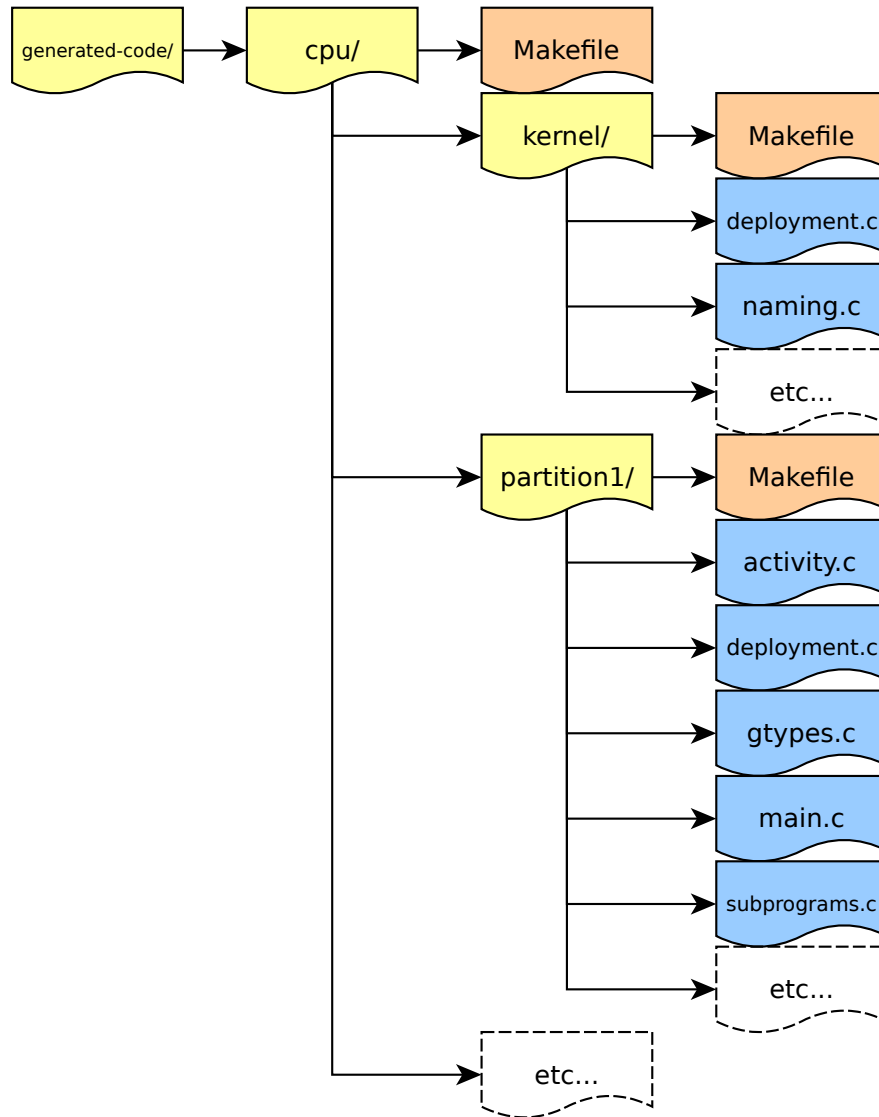 generated-code/
cpu/
Makefile
kernel/
Makefile
deployment.c
naming.c
etc...
partition1/
Makefile
activity.c
deployment.c
gtypes.c
main.c
subprograms.c
etc...
etc...